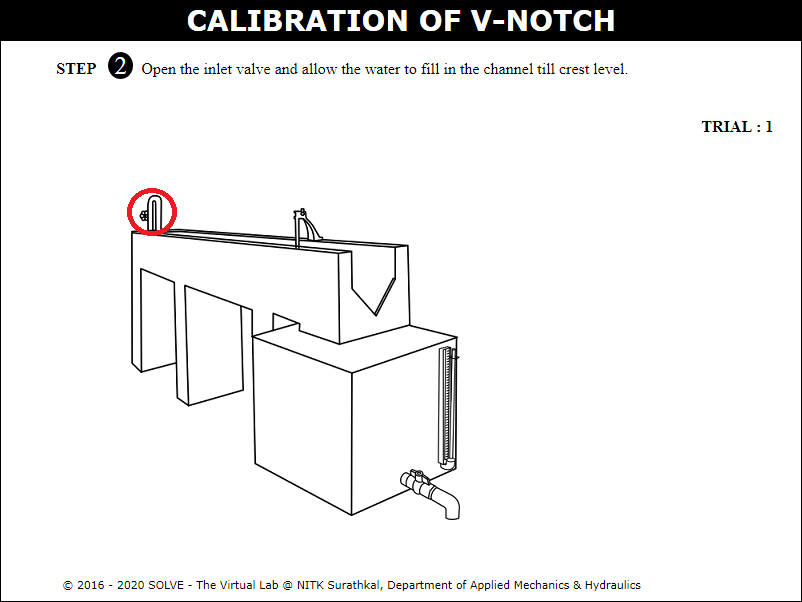 CALIBRATION OF V-NOTCH
STEP 2 Open the inlet valve and allow the water to fill in the channel till crest level.
TRIAL : 1
© 2016 - 2020 SOLVE - The Virtual Lab @ NITK Surathkal, Department of Applied Mechanics & Hydraulics